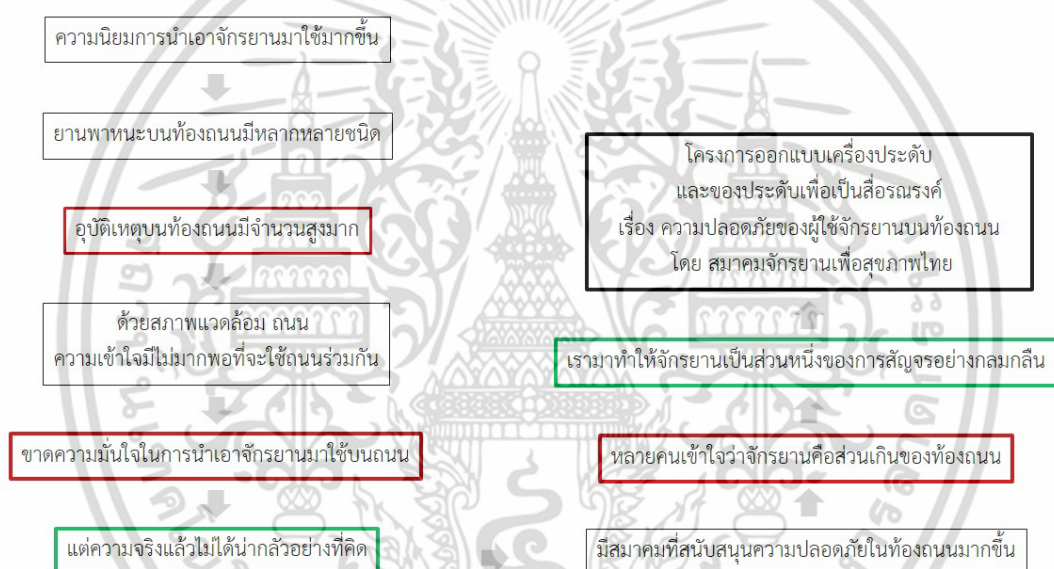 ความนิยมการนำเอาจักรยานมาใช้มากขึ้น
ยานพาหนะบนท้องถนนมีหลากหลายชนิด
อุบัติเหตุบนท้องถนนมีจำนวนสูงมาก
ด้วยสภาพแวดล้อม ถนน
ความเข้าใจมีไม่มากพอที่จะใช้ถนนร่วมกัน
ขาดความมั่นใจในการนำเอาจักรยานมาใช้บนถนน
แต่ความจริงแล้วไม่ได้น่ากลัวอย่างที่คิด
มีสมาคมที่สนับสนุนความปลอดภัยในท้องถนนมากขึ้น
หลายคนเข้าใจว่าจักรยานคือส่วนเกินของท้องถนน
เรามาทำให้จักรยานเป็นส่วนหนึ่งของการสัญจรอย่างกลมกลืน
โครงการออกแบบเครื่องประดับ
และของประดับเพื่อเป็นสื่อรณรงค์
เรื่อง ความปลอดภัยของผู้ใช้จักรยานบนท้องถนน
โดย สมาคมจักรยานเพื่อสุขภาพไทย